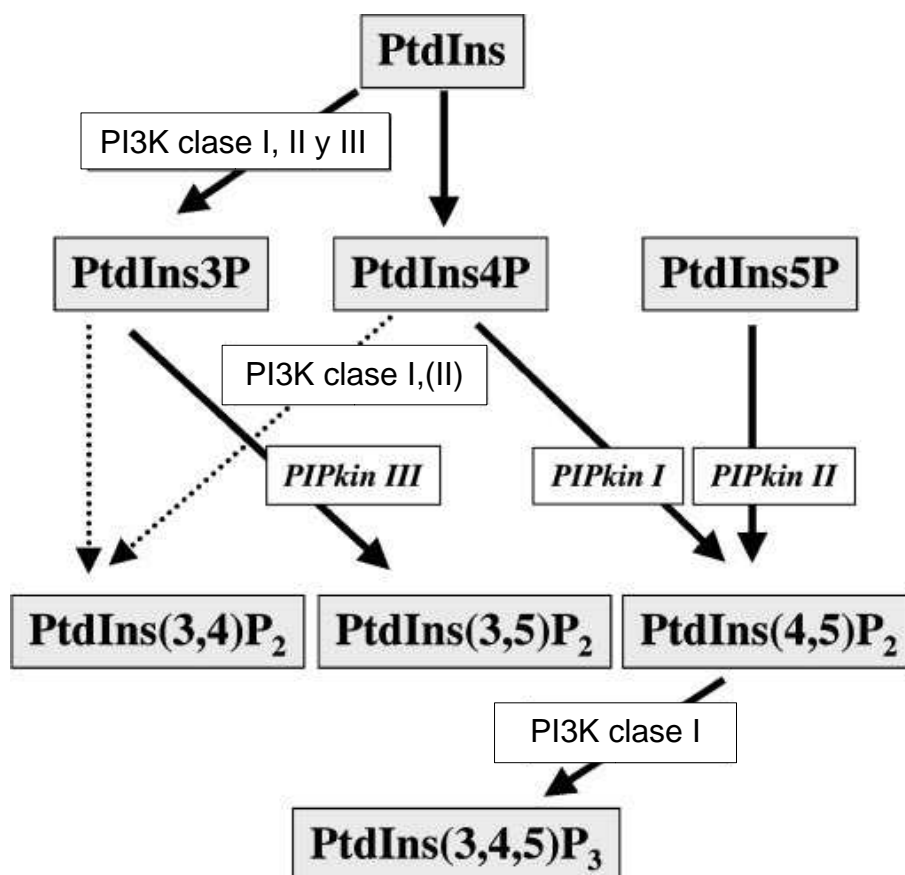 PtdIns
PI3K clase I, II y III
PtdIns3P
PtdIns4P
PtdIns5P
PI3K clase I,(II)
PIPkin III
PIPkin I
PIPkin II
PtdIns(3,4)P2
PtdIns(3,5)P2
PtdIns(4,5)P2
PI3K clase I
PtdIns(3,4,5)P3